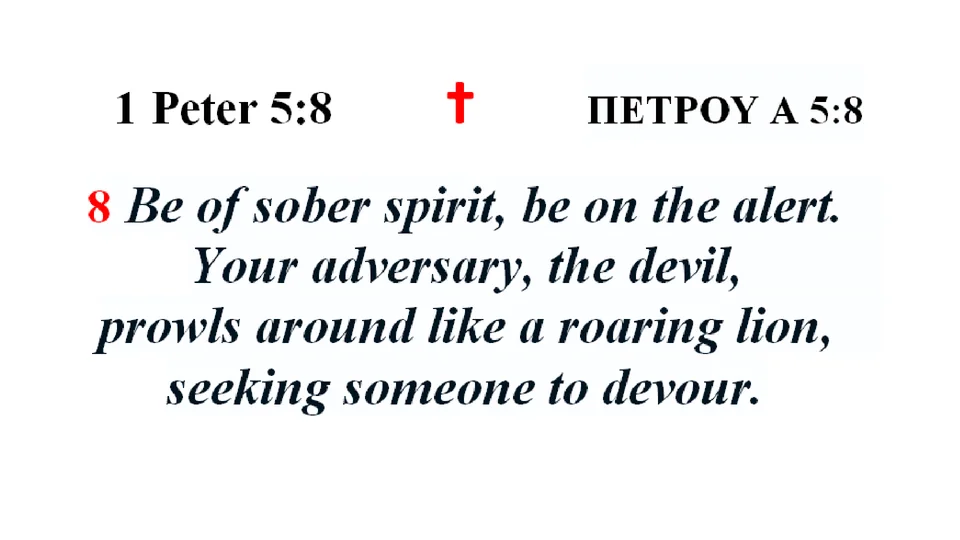 1 Peter 5:8 ✝ ΠΕΤΡΟΥ Α 5:8
8 Be of sober spirit, be on the alert.
Your adversary, the devil,
prowls around like a roaring lion,
seeking someone to devour.